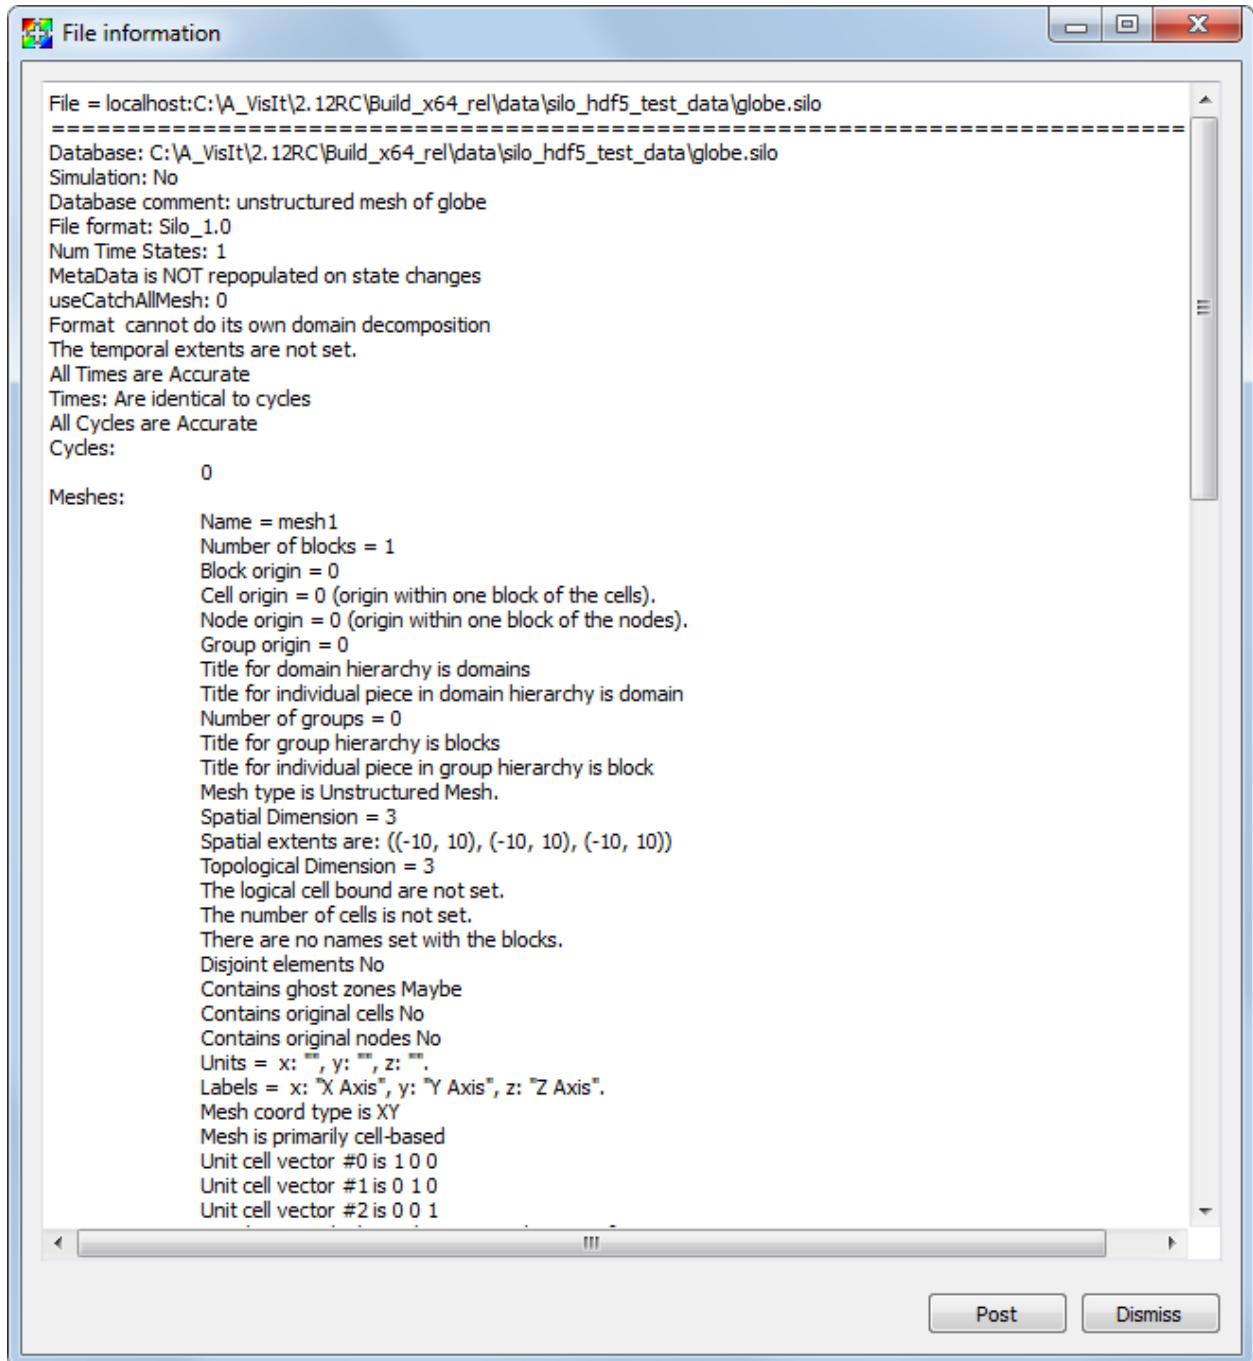 File information
File = localhost:C:\A_VisIt\2.12RC\Build_x64_rel\data\silo_hdf5_test_data\globe.silo
===========================================================================
Database: C:\A_VisIt\2.12RC\Build_x64_rel\data\silo_hdf5_test_data\globe.silo
Simulation: No
Database comment: unstructured mesh of globe
File format: Silo_1.0
Num Time States: 1
MetaData is NOT repopulated on state changes
useCatchAllMesh: 0
Format  cannot do its own domain decomposition
The temporal extents are not set.
All Times are Accurate
Times: Are identical to cycles
All Cycles are Accurate
Cycles:
0
Meshes:
Name = mesh1
Number of blocks = 1
Block origin = 0
Cell origin = 0 (origin within one block of the cells).
Node origin = 0 (origin within one block of the nodes).
Group origin = 0
Title for domain hierarchy is domains
Title for individual piece in domain hierarchy is domain
Number of groups = 0
Title for group hierarchy is blocks
Title for individual piece in group hierarchy is block
Mesh type is Unstructured Mesh.
Spatial Dimension = 3
Spatial extents are: ((-10, 10), (-10, 10), (-10, 10))
Topological Dimension = 3
The logical cell bound are not set.
The number of cells is not set.
There are no names set with the blocks.
Disjoint elements No
Contains ghost zones Maybe
Contains original cells No
Contains original nodes No
Units =  x: "", y: "", z: "".
Labels =  x: "X Axis", y: "Y Axis", z: "Z Axis".
Mesh coord type is XY
Mesh is primarily cell-based
Unit cell vector #0 is 1 0 0
Unit cell vector #1 is 0 1 0
Unit cell vector #2 is 0 0 1
Post
Dismiss